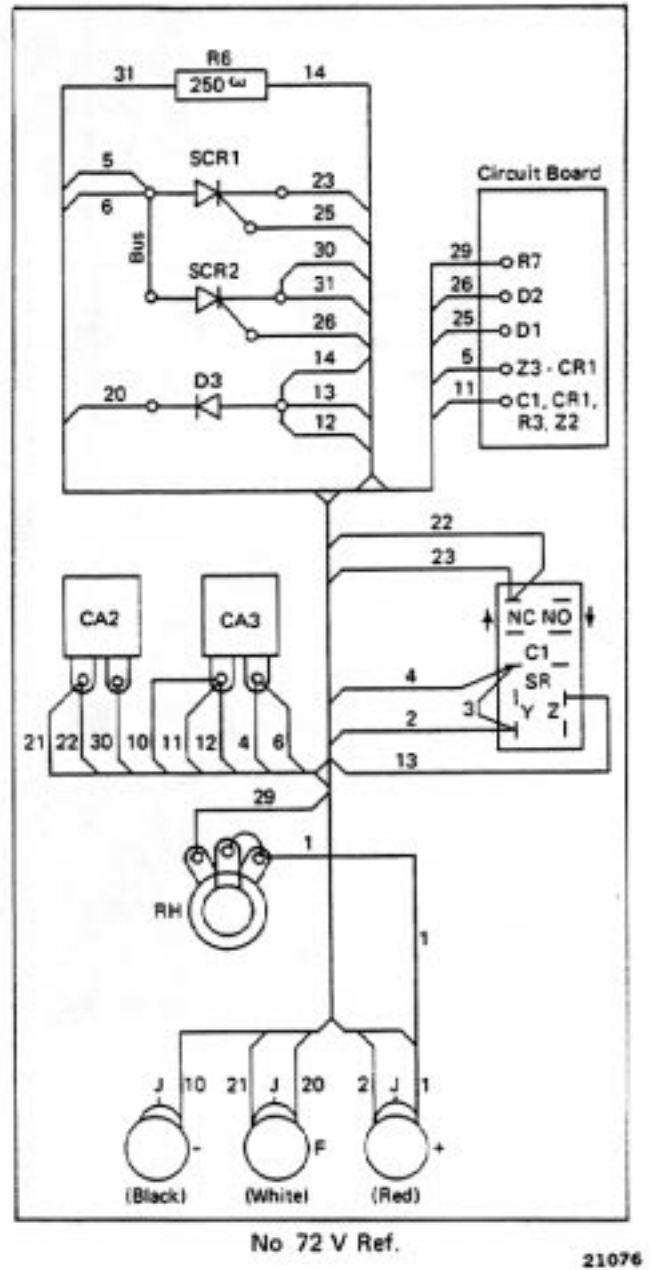 R6
31 250 ω 14
5 SCR1 23
6 25
Bus
SCR2 30
31
26
14
20 D3 13
12
Circuit Board
29 R7
26 D2
25 D1
5 Z3 - CR1
11 C1, CR1,
R3, Z2
22
23
NC NO
C1
SR
Y Z
4
3
2
13
CA2 CA3
21 22 30 10 11 12 4 6
29
1
RH
1
J 10 21 J 20 2 J 1
- F +
(Black) (White) (Red)
No 72 V Ref.
21076